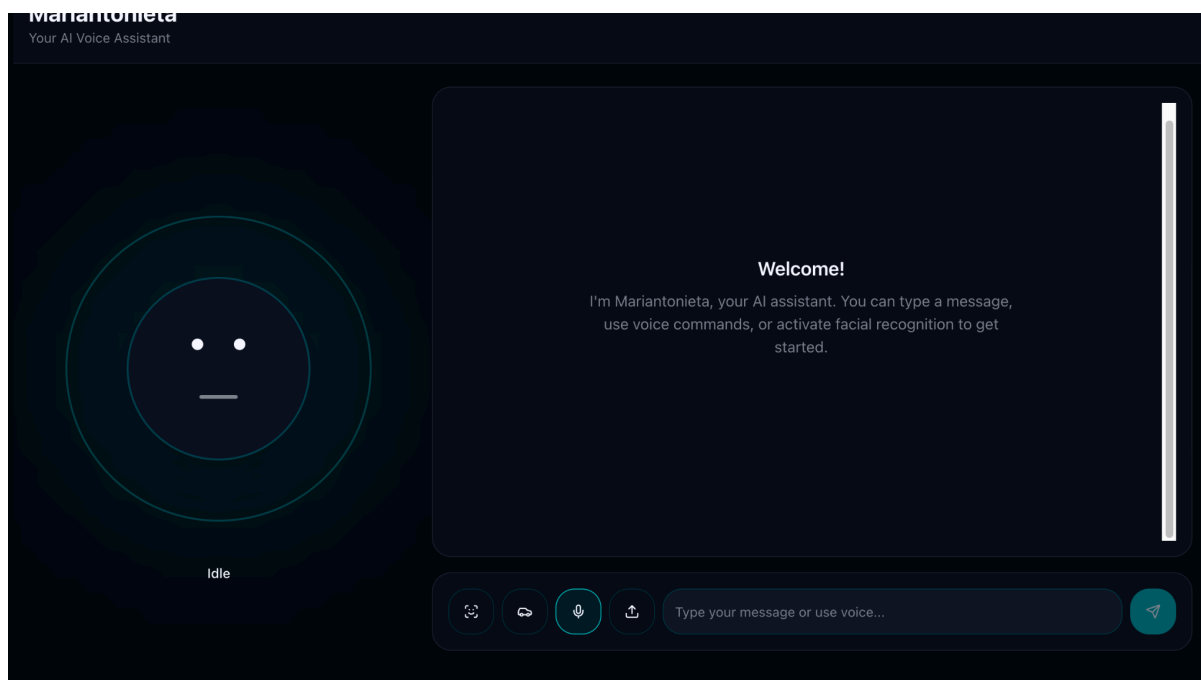 Mariantonieta
Your AI Voice Assistant
Welcome!
I'm Mariantonieta, your AI assistant. You can type a message,
use voice commands, or activate facial recognition to get
started.
Idle
Type your message or use voice...